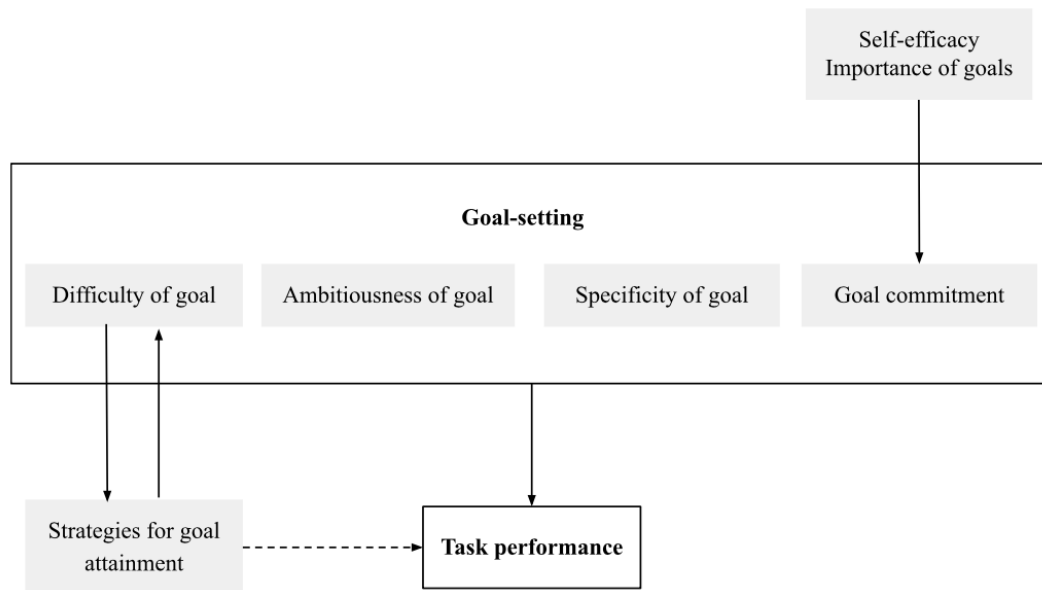 Self-efficacy
Importance of goals
Goal-setting
Difficulty of goal
Ambitiousness of goal
Specificity of goal
Goal commitment
Strategies for goal
attainment
Task performance